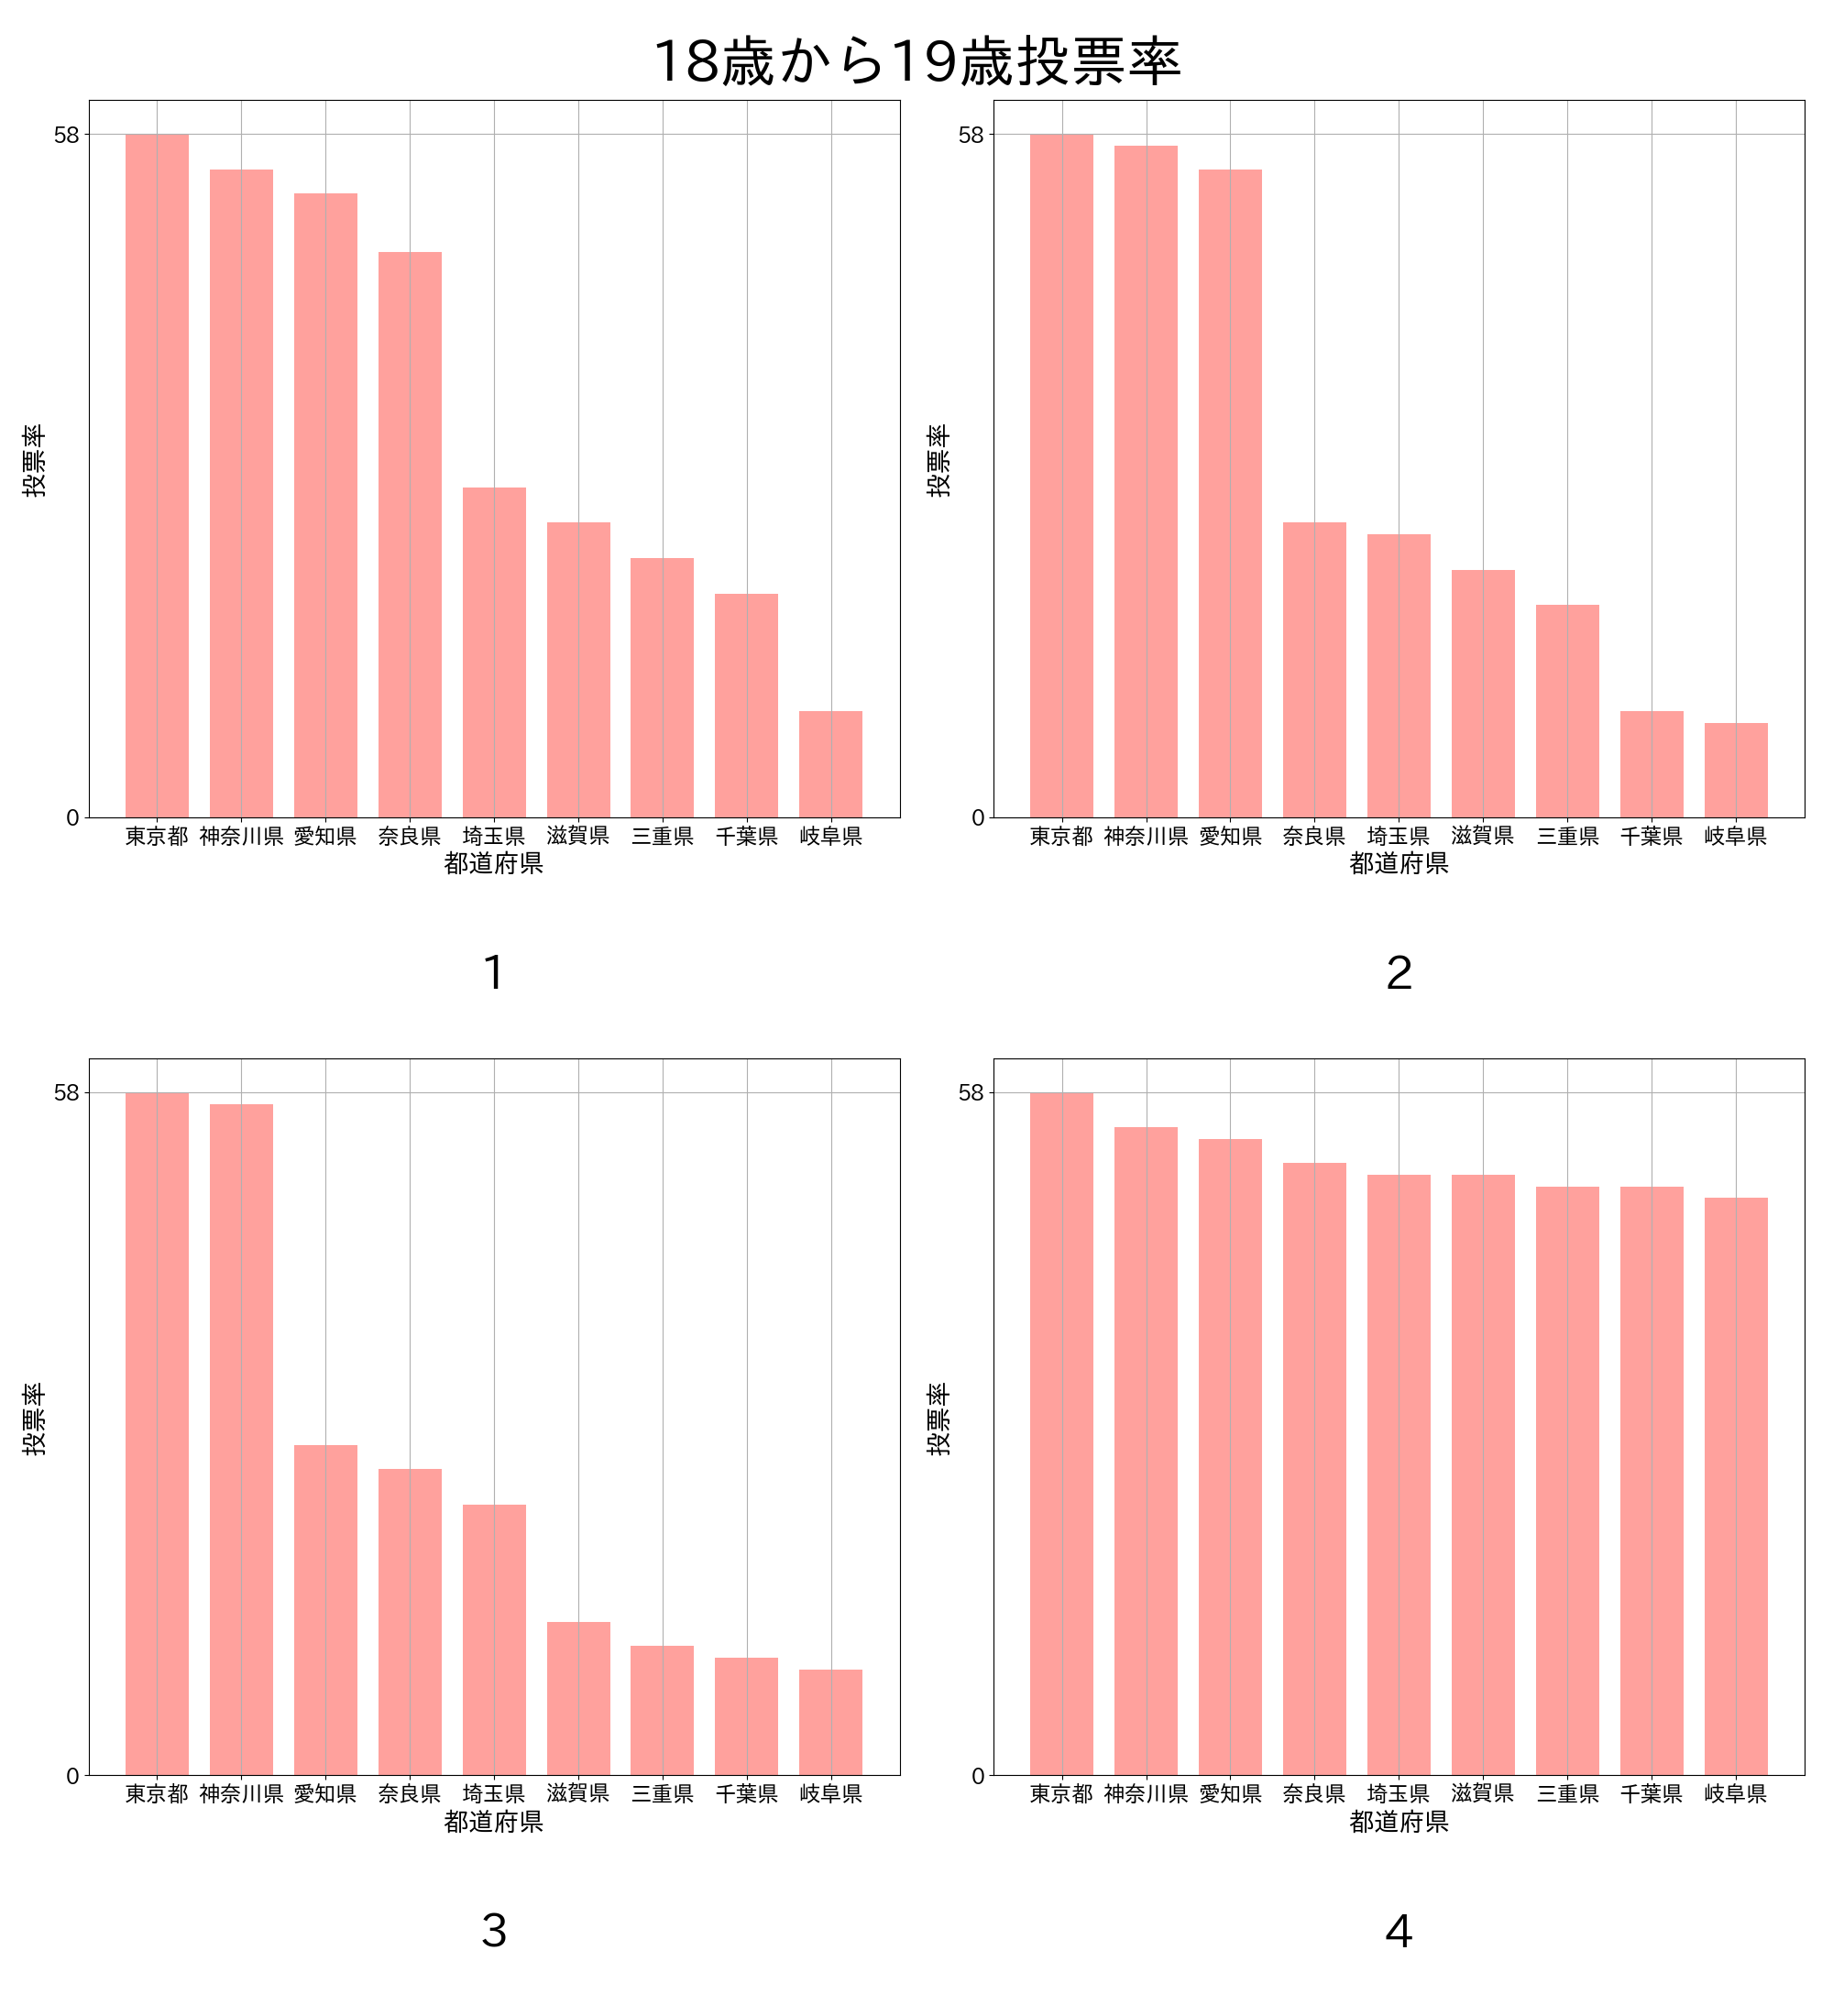 18歳から19歳投票率
58
0
投票率
東京都 神奈川県 愛知県 奈良県 埼玉県 滋賀県 三重県 千葉県 岐阜県
都道府県
1
58
0
投票率
東京都 神奈川県 愛知県 奈良県 埼玉県 滋賀県 三重県 千葉県 岐阜県
都道府県
2
58
0
投票率
東京都 神奈川県 愛知県 奈良県 埼玉県 滋賀県 三重県 千葉県 岐阜県
都道府県
3
58
0
投票率
東京都 神奈川県 愛知県 奈良県 埼玉県 滋賀県 三重県 千葉県 岐阜県
都道府県
4